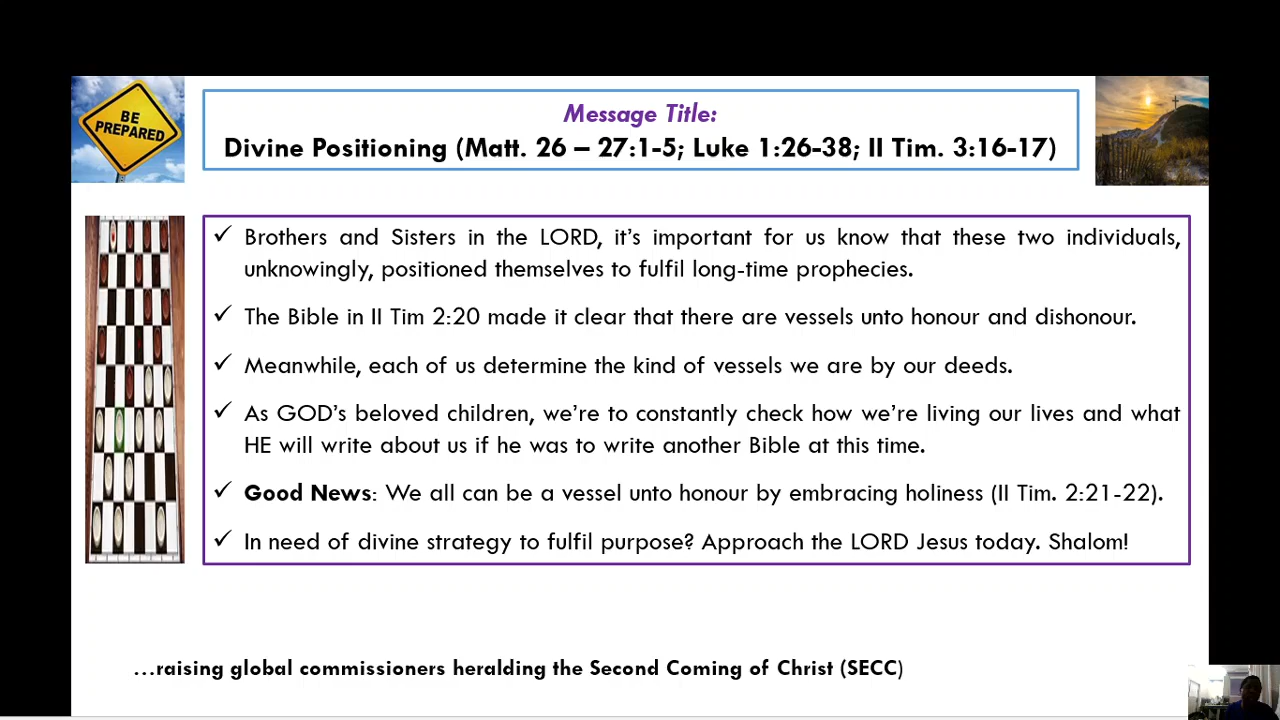 BE
PREPARED
Message Title:
Divine Positioning (Matt. 26 – 27:1-5; Luke 1:26-38; II Tim. 3:16-17)
✓ Brothers and Sisters in the LORD, it's important for us know that these two individuals,
unknowingly, positioned themselves to fulfil long-time prophecies.
✓ The Bible in II Tim 2:20 made it clear that there are vessels unto honour and dishonour.
✓ Meanwhile, each of us determine the kind of vessels we are by our deeds.
✓ As GOD's beloved children, we're to constantly check how we're living our lives and what
HE will write about us if he was to write another Bible at this time.
✓ Good News: We all can be a vessel unto honour by embracing holiness (II Tim. 2:21-22).
✓ In need of divine strategy to fulfil purpose? Approach the LORD Jesus today. Shalom!
…raising global commissioners heralding the Second Coming of Christ (SECC)